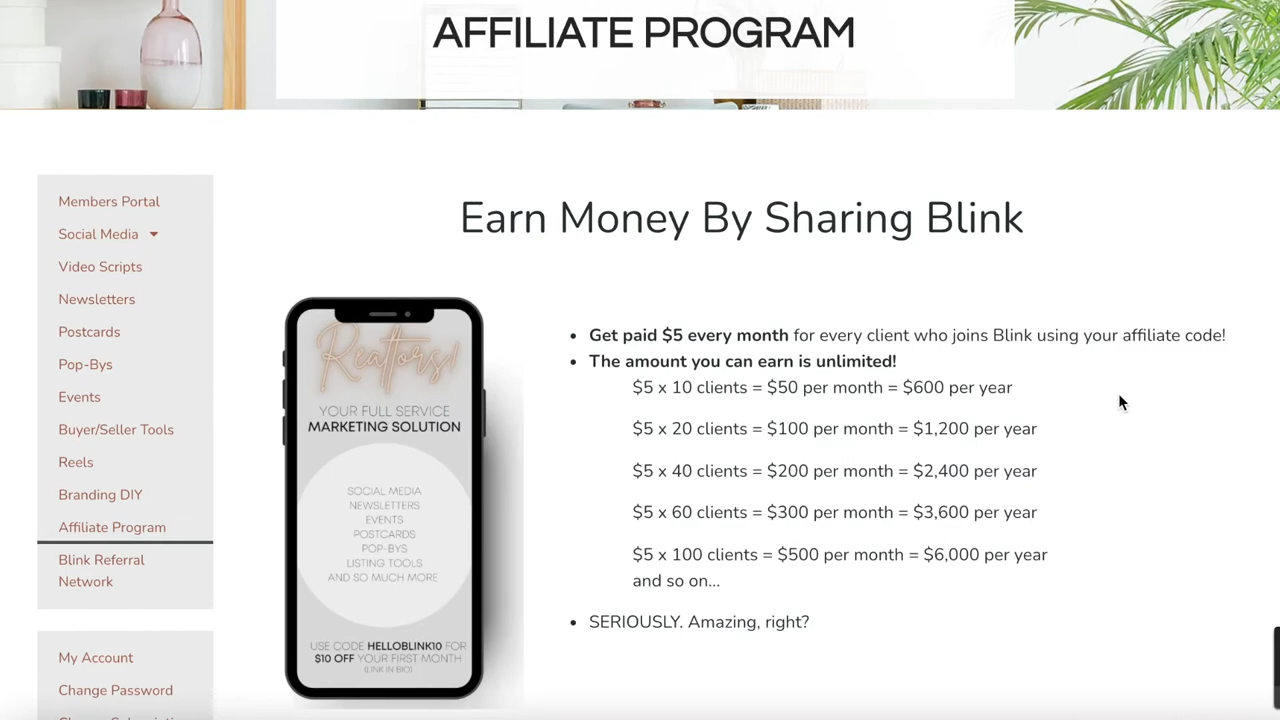 AFFILIATE PROGRAM
Members Portal
Social Media
Video Scripts
Newsletters
Postcards
Pop-Bys
Events
Buyer/Seller Tools
Reels
Branding DIY
Affiliate Program
Blink Referral
Network
My Account
Change Password
Earn Money By Sharing Blink
Realtors!
YOUR FULL SERVICE
MARKETING SOLUTION
SOCIAL MEDIA
NEWSLETTERS
EVENTS
POSTCARDS
POP-BYS
LISTING TOOLS
AND SO MUCH MORE
USE CODE HELLOBLINK10 FOR
$10 OFF YOUR FIRST MONTH
(LINK IN BIO)
• Get paid $5 every month for every client who joins Blink using your affiliate code!
• The amount you can earn is unlimited!
$5 x 10 clients = $50 per month = $600 per year
$5 x 20 clients = $100 per month = $1,200 per year
$5 x 40 clients = $200 per month = $2,400 per year
$5 x 60 clients = $300 per month = $3,600 per year
$5 x 100 clients = $500 per month = $6,000 per year
and so on...
• SERIOUSLY. Amazing, right?